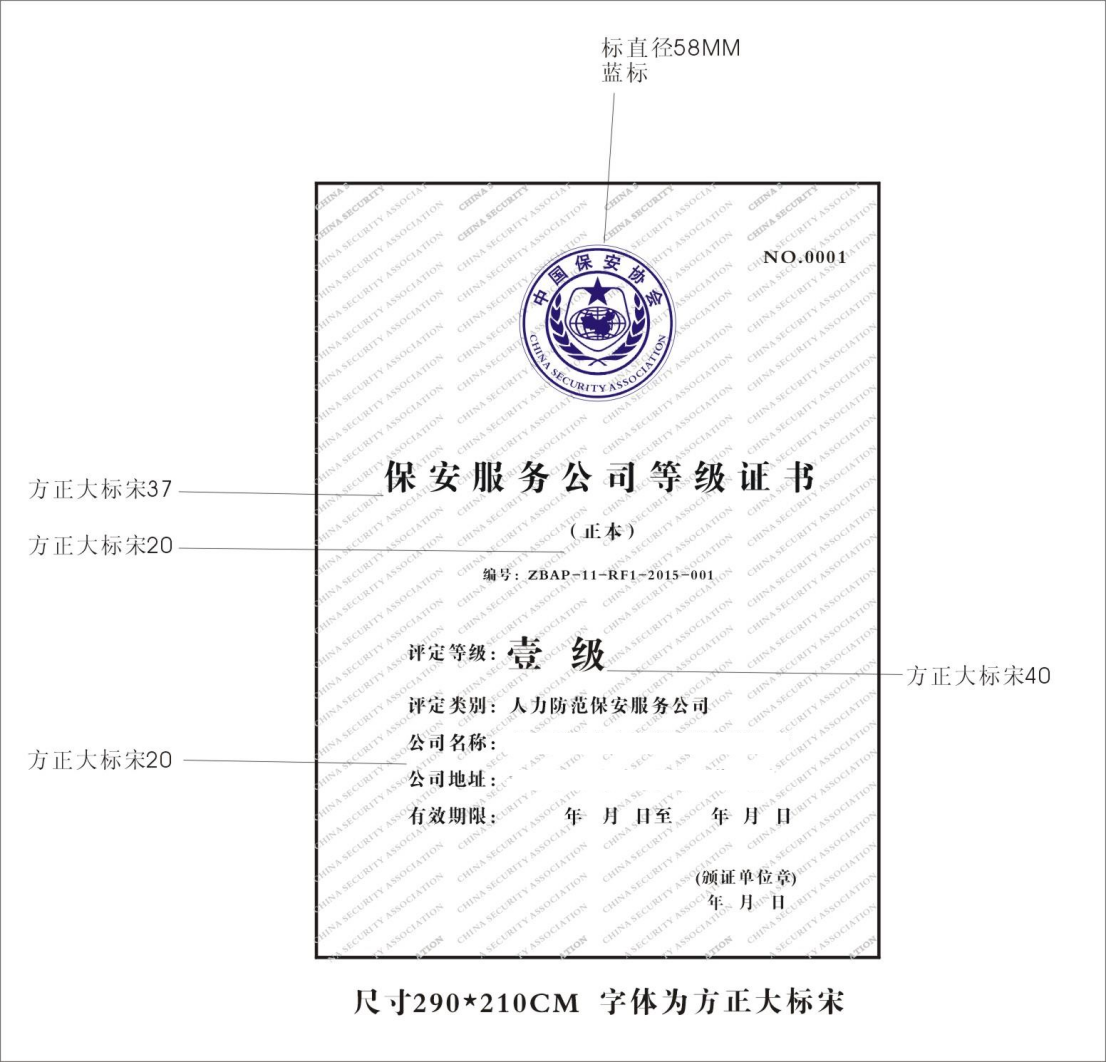 标直径58MM
蓝标
NO.0001
中国保安协会
CHINA SECURITY ASSOCIATION
保安服务公司等级证书
方正大标宋37
（正本）
方正大标宋20
编号：ZBAP-11-RF1-2015-001
评定等级：壹 级
方正大标宋40
评定类别：人力防范保安服务公司
公司名称：
方正大标宋20
公司地址：
有效期限： 年 月 日至 年 月 日
(颁证单位章)
年 月 日
尺寸290*210CM 字体为方正大标宋